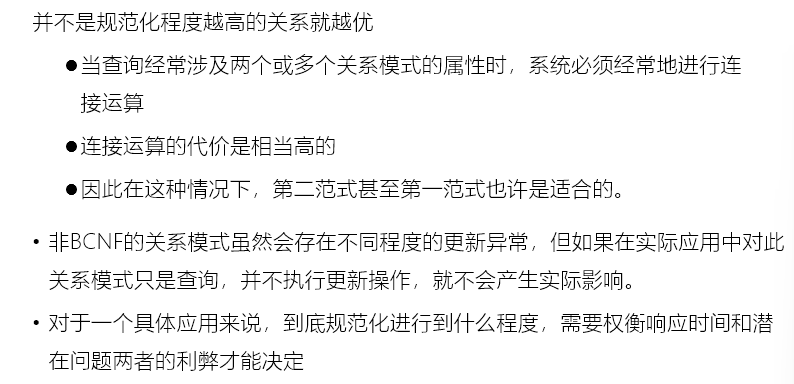 并不是规范化程度越高的关系就越优
●当查询经常涉及两个或多个关系模式的属性时，系统必须经常地进行连
接运算
●连接运算的代价是相当高的
●因此在这种情况下，第二范式甚至第一范式也许是适合的。
• 非BCNF的关系模式虽然会存在不同程度的更新异常，但如果在实际应用中对此
关系模式只是查询，并不执行更新操作，就不会产生实际影响。
• 对于一个具体应用来说，到底规范化进行到什么程度，需要权衡响应时间和潜
在问题两者的利弊才能决定